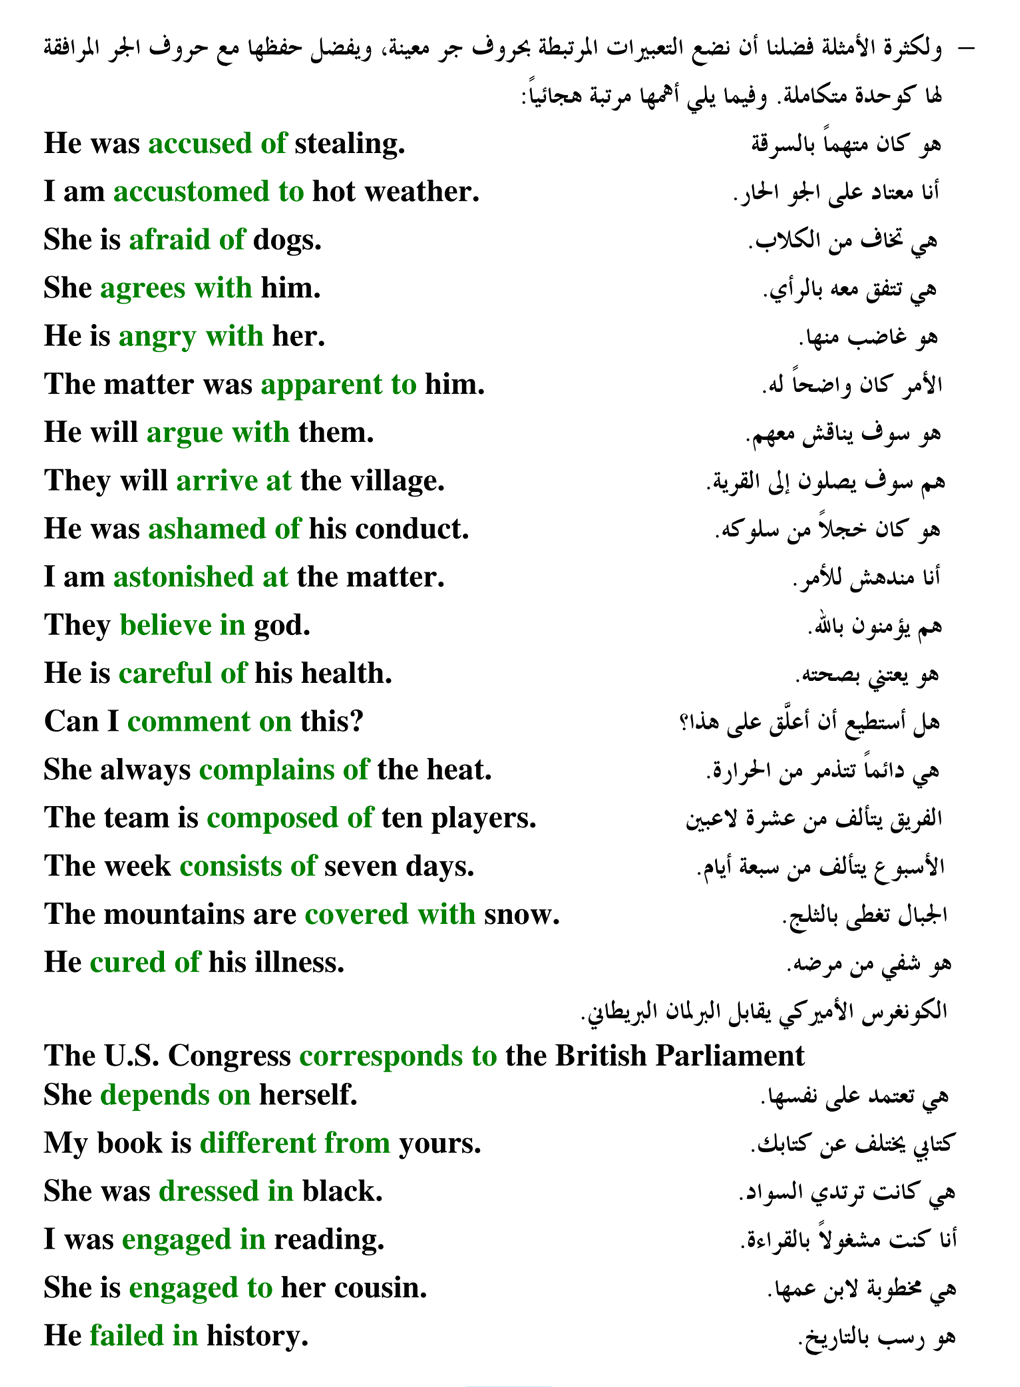 – ولكثرة الأمثلة فضلنا أن نضع التعبيرات المرتبطة بحروف جر معينة، ويفضل حفظها مع حروف الجر المرافقة
لها كوحدة متكاملة. وفيما يلي أهمها مرتبة هجائياً:
He was accused of stealing. هو كان متهماً بالسرقة
I am accustomed to hot weather. أنا معتاد على الجو الحار.
She is afraid of dogs. هي تخاف من الكلاب.
She agrees with him. هي تتفق معه بالرأي.
He is angry with her. هو غاضب منها.
The matter was apparent to him. الأمر كان واضحاً له.
He will argue with them. هو سوف يناقش معهم.
They will arrive at the village. هم سوف يصلون إلى القرية.
He was ashamed of his conduct. هو كان خجلاً من سلوكه.
I am astonished at the matter. أنا مندهش للأمر.
They believe in god. هم يؤمنون بالله.
He is careful of his health. هو يعتني بصحته.
Can I comment on this? هل أستطيع أن أعلَّق على هذا؟
She always complains of the heat. هي دائماً تتذمر من الحرارة.
The team is composed of ten players. الفريق يتألف من عشرة لاعبين
The week consists of seven days. الأسبوع يتألف من سبعة أيام.
The mountains are covered with snow. الجبال تغطى بالثلج.
He cured of his illness. هو شفي من مرضه.
الكونغرس الأميركي يقابل البرلمان البريطاني.
The U.S. Congress corresponds to the British Parliament
She depends on herself. هي تعتمد على نفسها.
My book is different from yours. كتابي يختلف عن كتابك.
She was dressed in black. هي كانت ترتدي السواد.
I was engaged in reading. أنا كنت مشغولاً بالقراءة.
She is engaged to her cousin. هي مخطوبة لابن عمها.
He failed in history. هو رسب بالتاريخ.